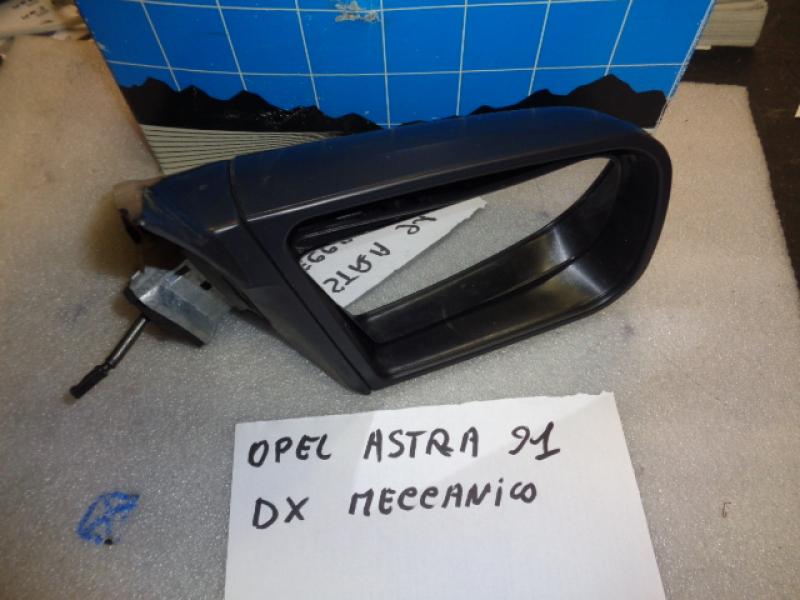 OPEL ASTRA 91
DX MECCANICO